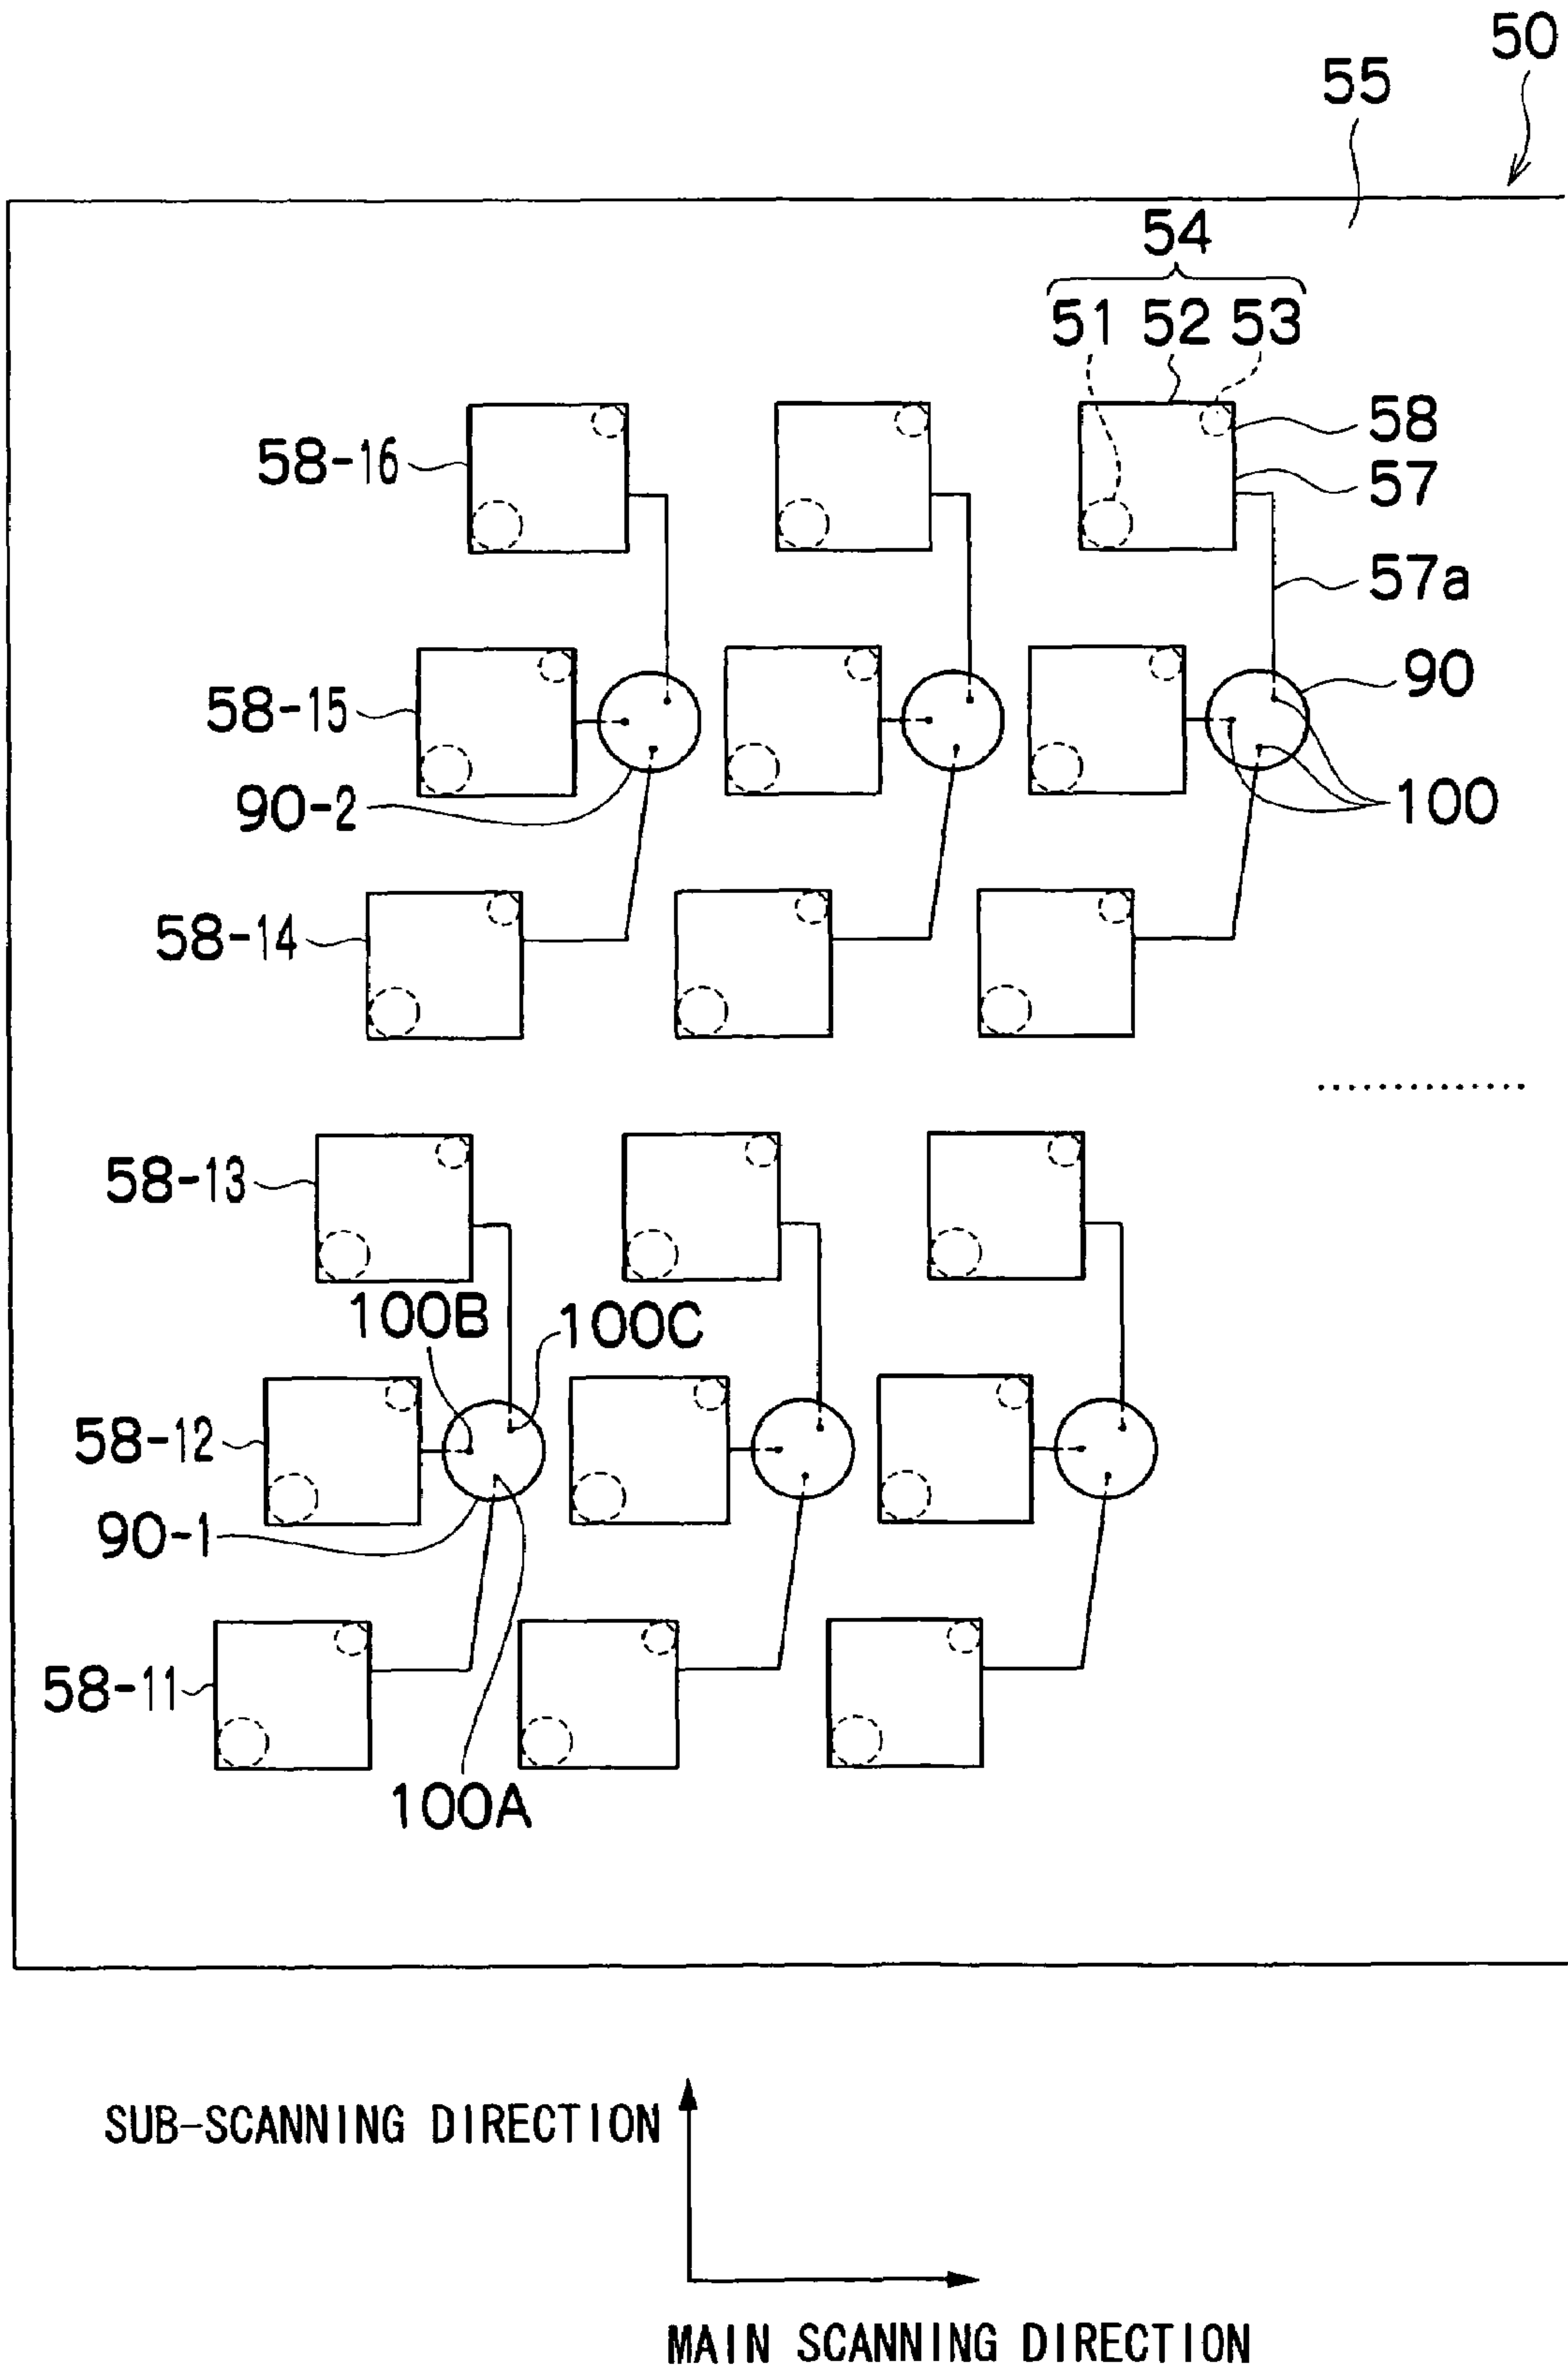 50
55
54
51 52 53
58
58-16
57
57a
90
58-15
90-2
100
58-14
58-13
100B
100C
58-12
90-1
58-11
100A
SUB-SCANNING DIRECTION
MAIN SCANNING DIRECTION